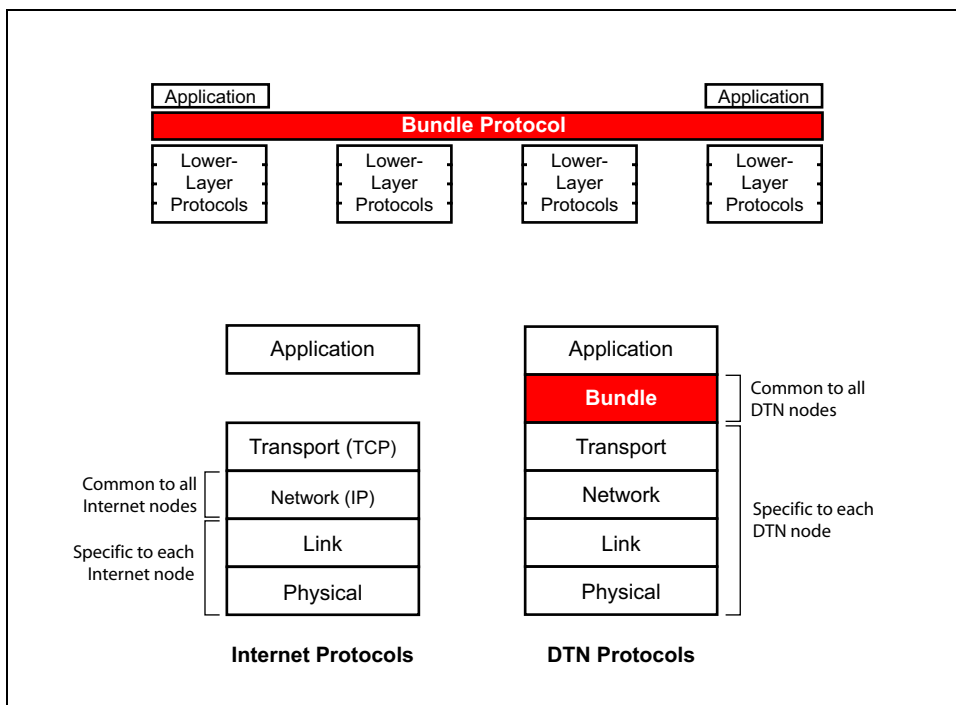 Application
Application
Bundle Protocol
Lower-
Layer
Protocols
Lower-
Layer
Protocols
Lower-
Layer
Protocols
Lower-
Layer
Protocols
Application
Transport (TCP)
Network (IP)
Link
Physical
Common to all
Internet nodes
Specific to each
Internet node
Internet Protocols
Application
Bundle
Transport
Network
Link
Physical
Common to all
DTN nodes
Specific to each
DTN node
DTN Protocols